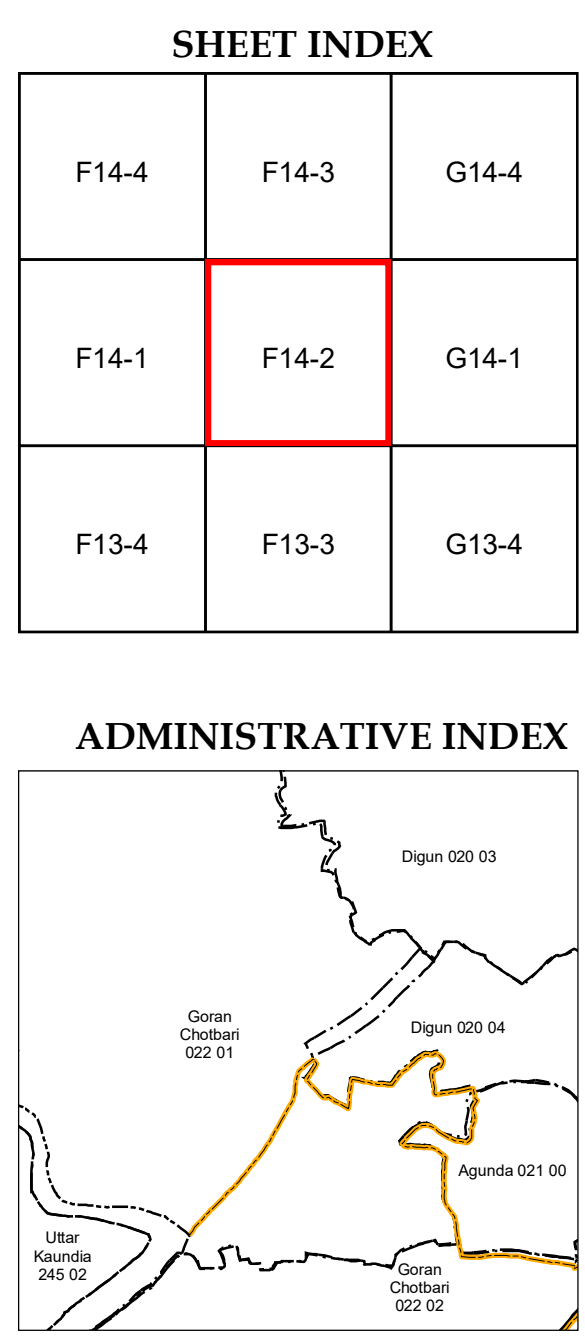 SHEET INDEX
F14-4 F14-3 G14-4
F14-1 F14-2 G14-1
F13-4 F13-3 G13-4
ADMINISTRATIVE INDEX
Digun 020 03
Goran
Chotbari
022 01
Digun 020 04
Agunda 021 00
Uttar
Kaundia
245 02
Goran
Chotbari
022 02